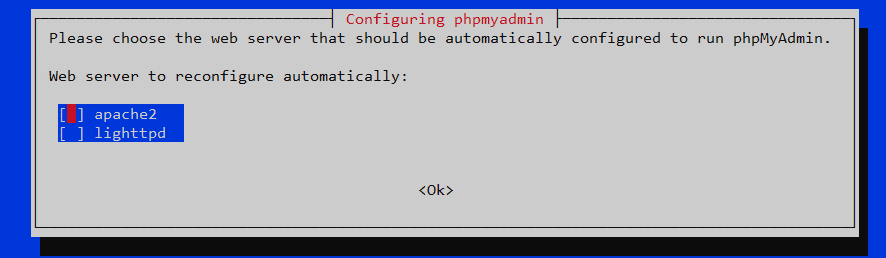 Configuring phpmyadmin
Please choose the web server that should be automatically configured to run phpMyAdmin.
Web server to reconfigure automatically:
[ ] apache2
[ ] lighttpd
<Ok>